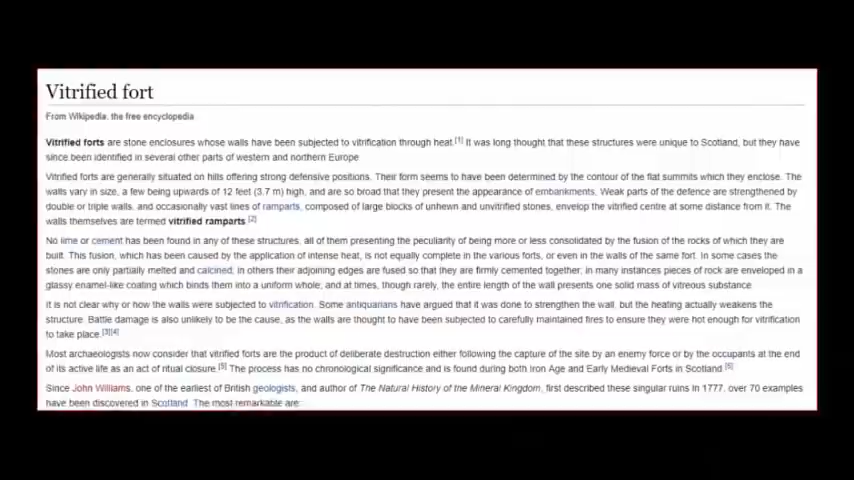 Vitrified fort
From Wikipedia, the free encyclopedia
Vitrified forts are stone enclosures whose walls have been subjected to vitrification through heat.[1] It was long thought that these structures were unique to Scotland, but they have
since been identified in several other parts of western and northern Europe
Vitrified forts are generally situated on hills offering strong defensive positions. Their form seems to have been determined by the contour of the flat summits which they enclose. The
walls vary in size, a few being upwards of 12 feet (3.7 m) high, and are so broad that they present the appearance of embankments. Weak parts of the defence are strengthened by
double or triple walls, and occasionally vast lines of ramparts, composed of large blocks of unhewn and unvitrified stones, envelop the vitrified centre at some distance from it. The
walls themselves are termed vitrified ramparts.[2]
No lime or cement has been found in any of these structures, all of them presenting the peculiarity of being more or less consolidated by the fusion of the rocks of which they are
built. This fusion, which has been caused by the application of intense heat, is not equally complete in the various forts, or even in the walls of the same fort. In some cases the
stones are only partially melted and calcined; in others their adjoining edges are fused so that they are firmly cemented together; in many instances pieces of rock are enveloped in a
glassy enamel-like coating which binds them into a uniform whole; and at times, though rarely, the entire length of the wall presents one solid mass of vitreous substance
It is not clear why or how the walls were subjected to vitrification. Some antiquarians have argued that it was done to strengthen the wall, but the heating actually weakens the
structure. Battle damage is also unlikely to be the cause, as the walls are thought to have been subjected to carefully maintained fires to ensure they were hot enough for vitrification
to take place.[3][4]
Most archaeologists now consider that vitrified forts are the product of deliberate destruction either following the capture of the site by an enemy force or by the occupants at the end
of its active life as an act of ritual closure.[5] The process has no chronological significance and is found during both Iron Age and Early Medieval Forts in Scotland.[6]
Since John Williams, one of the earliest of British geologists, and author of The Natural History of the Mineral Kingdom, first described these singular ruins in 1777, over 70 examples
have been discovered in Scotland. The most remarkable are: